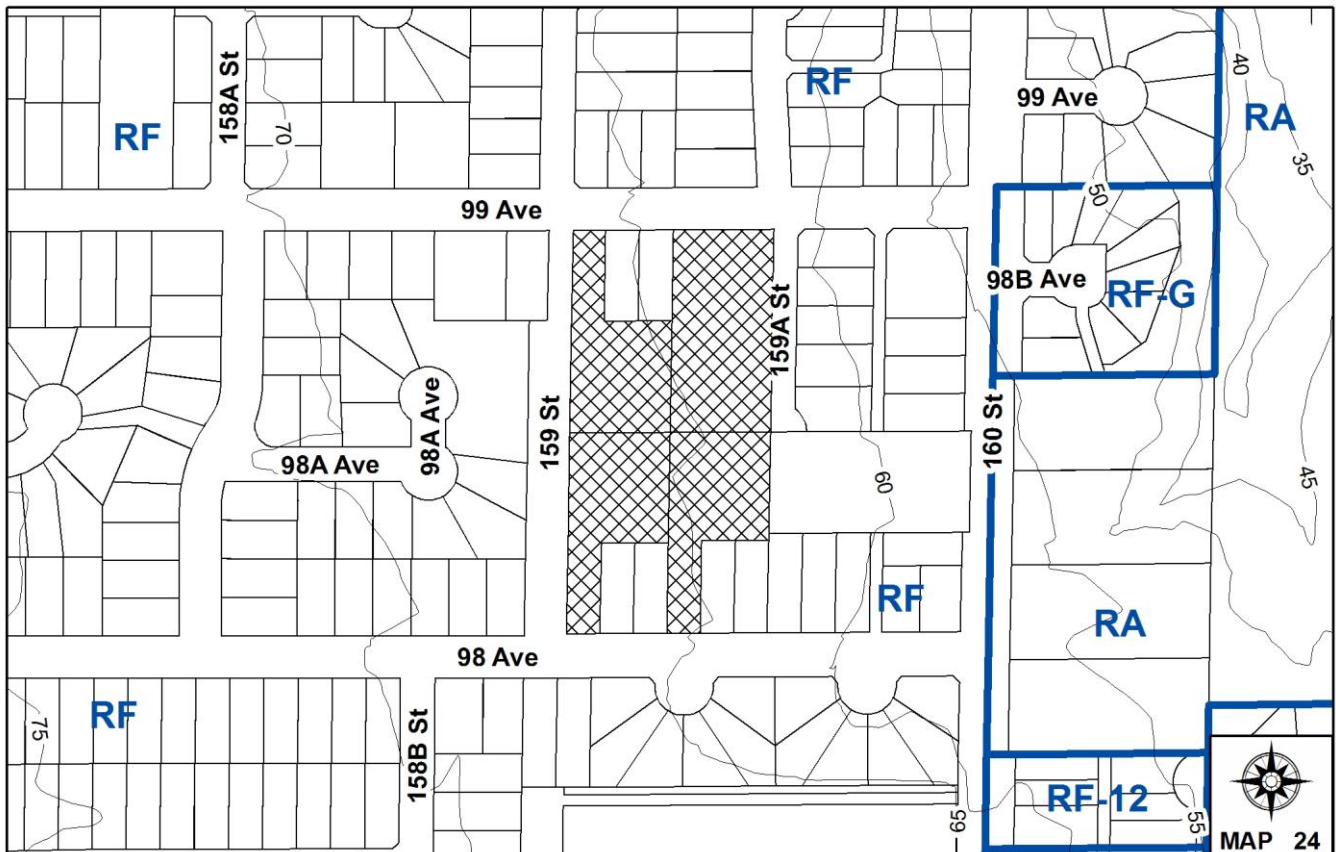 158A St
RF
70
RF
99 Ave
40
RA
35
99 Ave
50
98B Ave
RF-G
159A St
98A Ave
98A Ave
159 St
160 St
60
45
RF
RA
98 Ave
RF
75
158B St
65
RF-12
55
MAP 24